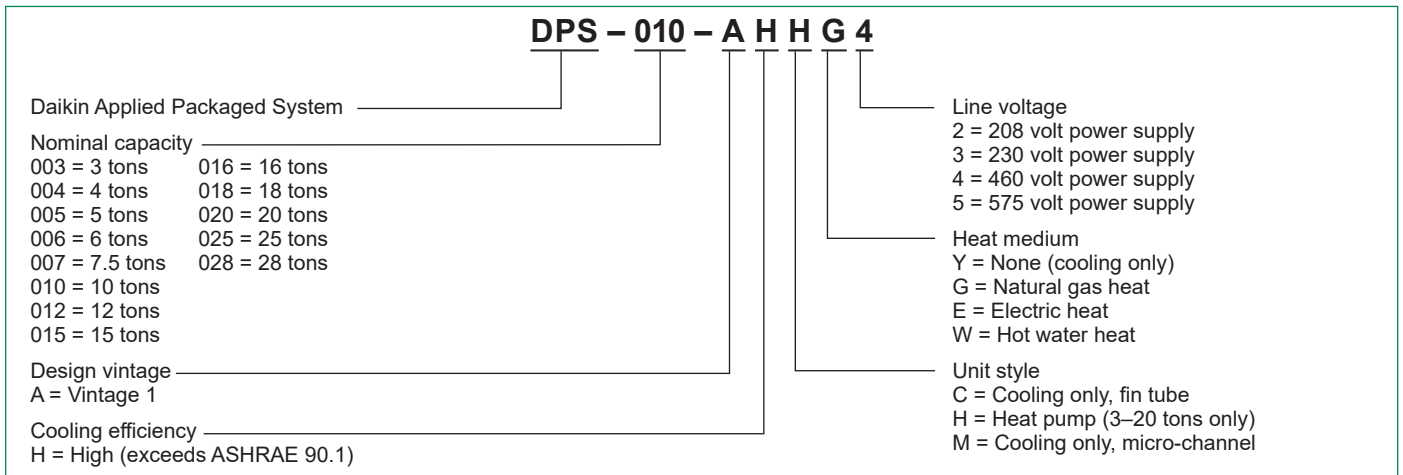 DPS – 010 – A H H G 4
Daikin Applied Packaged System
Nominal capacity
003 = 3 tons 016 = 16 tons
004 = 4 tons 018 = 18 tons
005 = 5 tons 020 = 20 tons
006 = 6 tons 025 = 25 tons
007 = 7.5 tons 028 = 28 tons
010 = 10 tons
012 = 12 tons
015 = 15 tons
Design vintage
A = Vintage 1
Cooling efficiency
H = High (exceeds ASHRAE 90.1)
Line voltage
2 = 208 volt power supply
3 = 230 volt power supply
4 = 460 volt power supply
5 = 575 volt power supply
Heat medium
Y = None (cooling only)
G = Natural gas heat
E = Electric heat
W = Hot water heat
Unit style
C = Cooling only, fin tube
H = Heat pump (3–20 tons only)
M = Cooling only, micro-channel